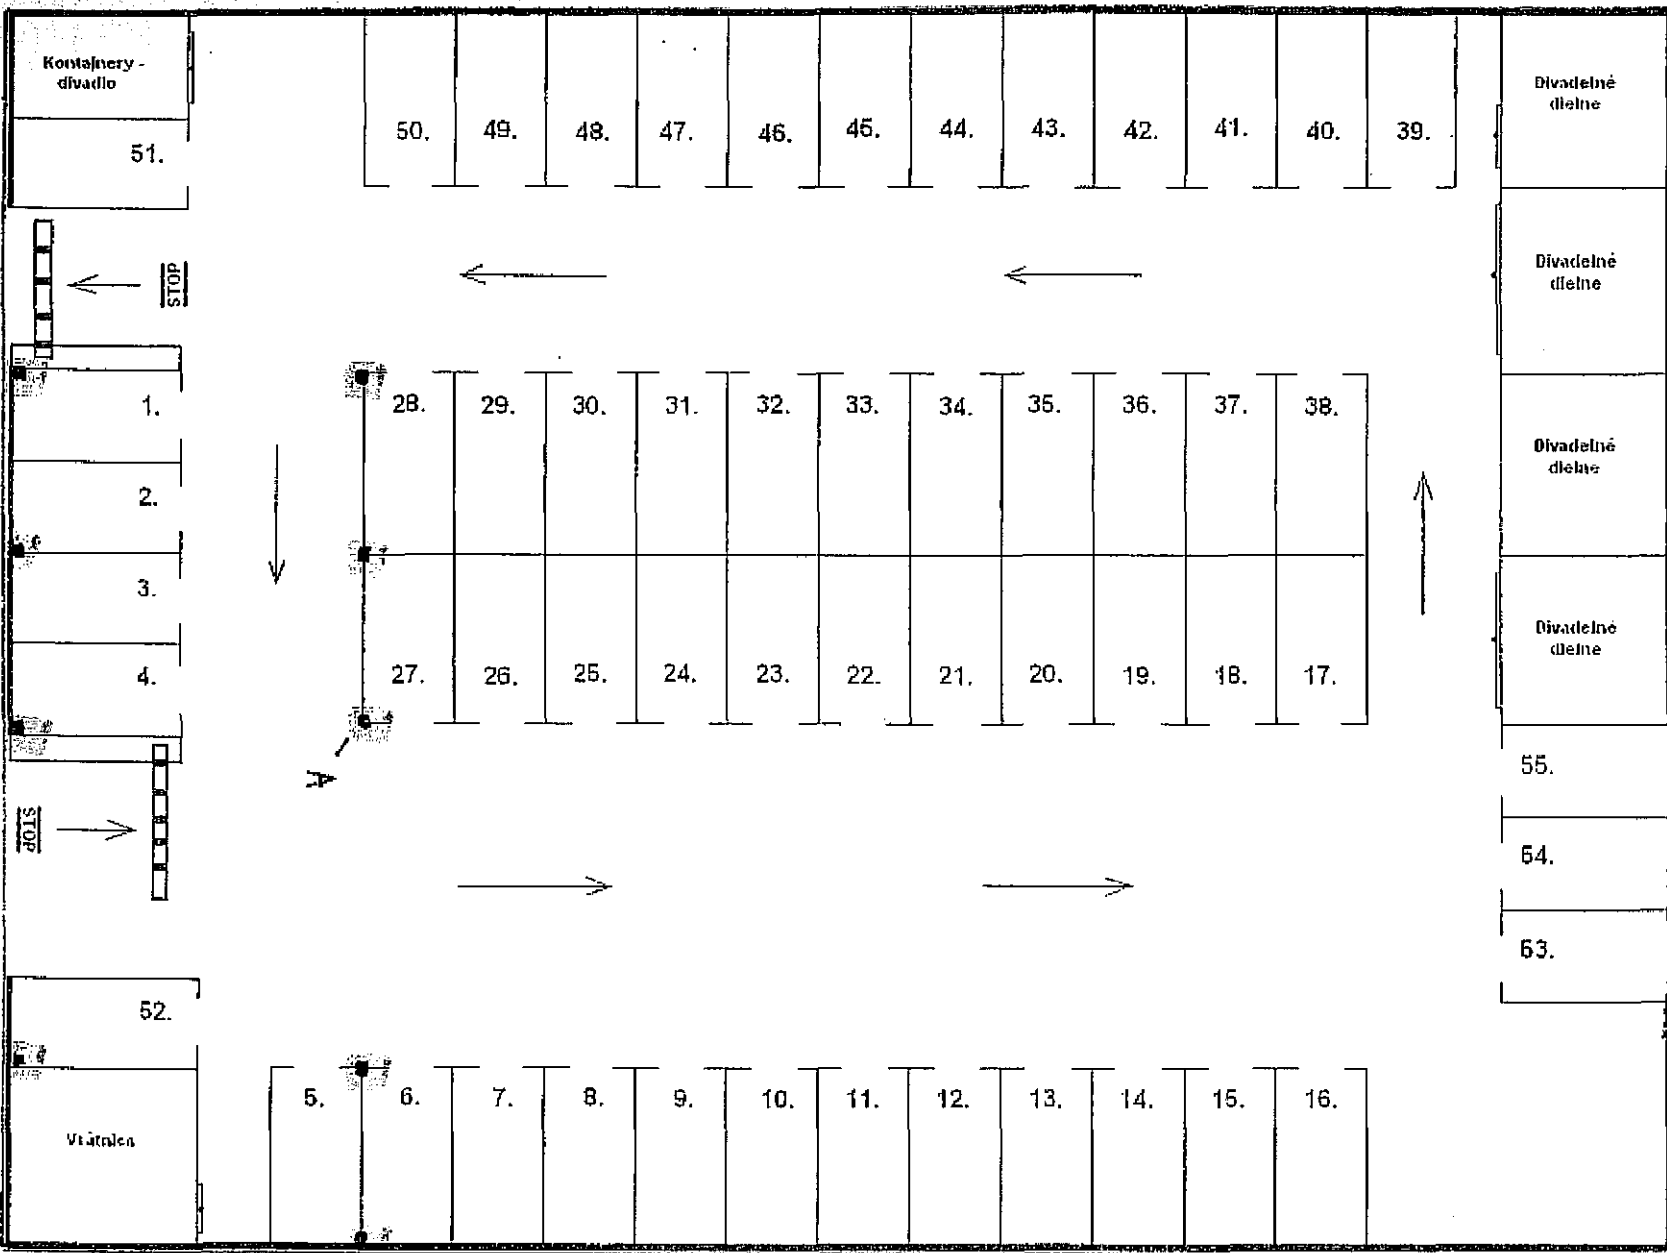 Kontajnery -
divadlo
51.
50. 49. 48. 47. 46. 45. 44. 43. 42. 41. 40. 39.
Divadelné
dielne
STOP
Divadelné
dielne
1.
2.
3.
4.
28. 29. 30. 31. 32. 33. 34. 35. 36. 37. 38.
Divadelné
dielne
27. 26. 25. 24. 23. 22. 21. 20. 19. 18. 17.
Divadelné
dielne
A
STOP
55.
54.
53.
52.
Vrátnica
5. 6. 7. 8. 9. 10. 11. 12. 13. 14. 15. 16.